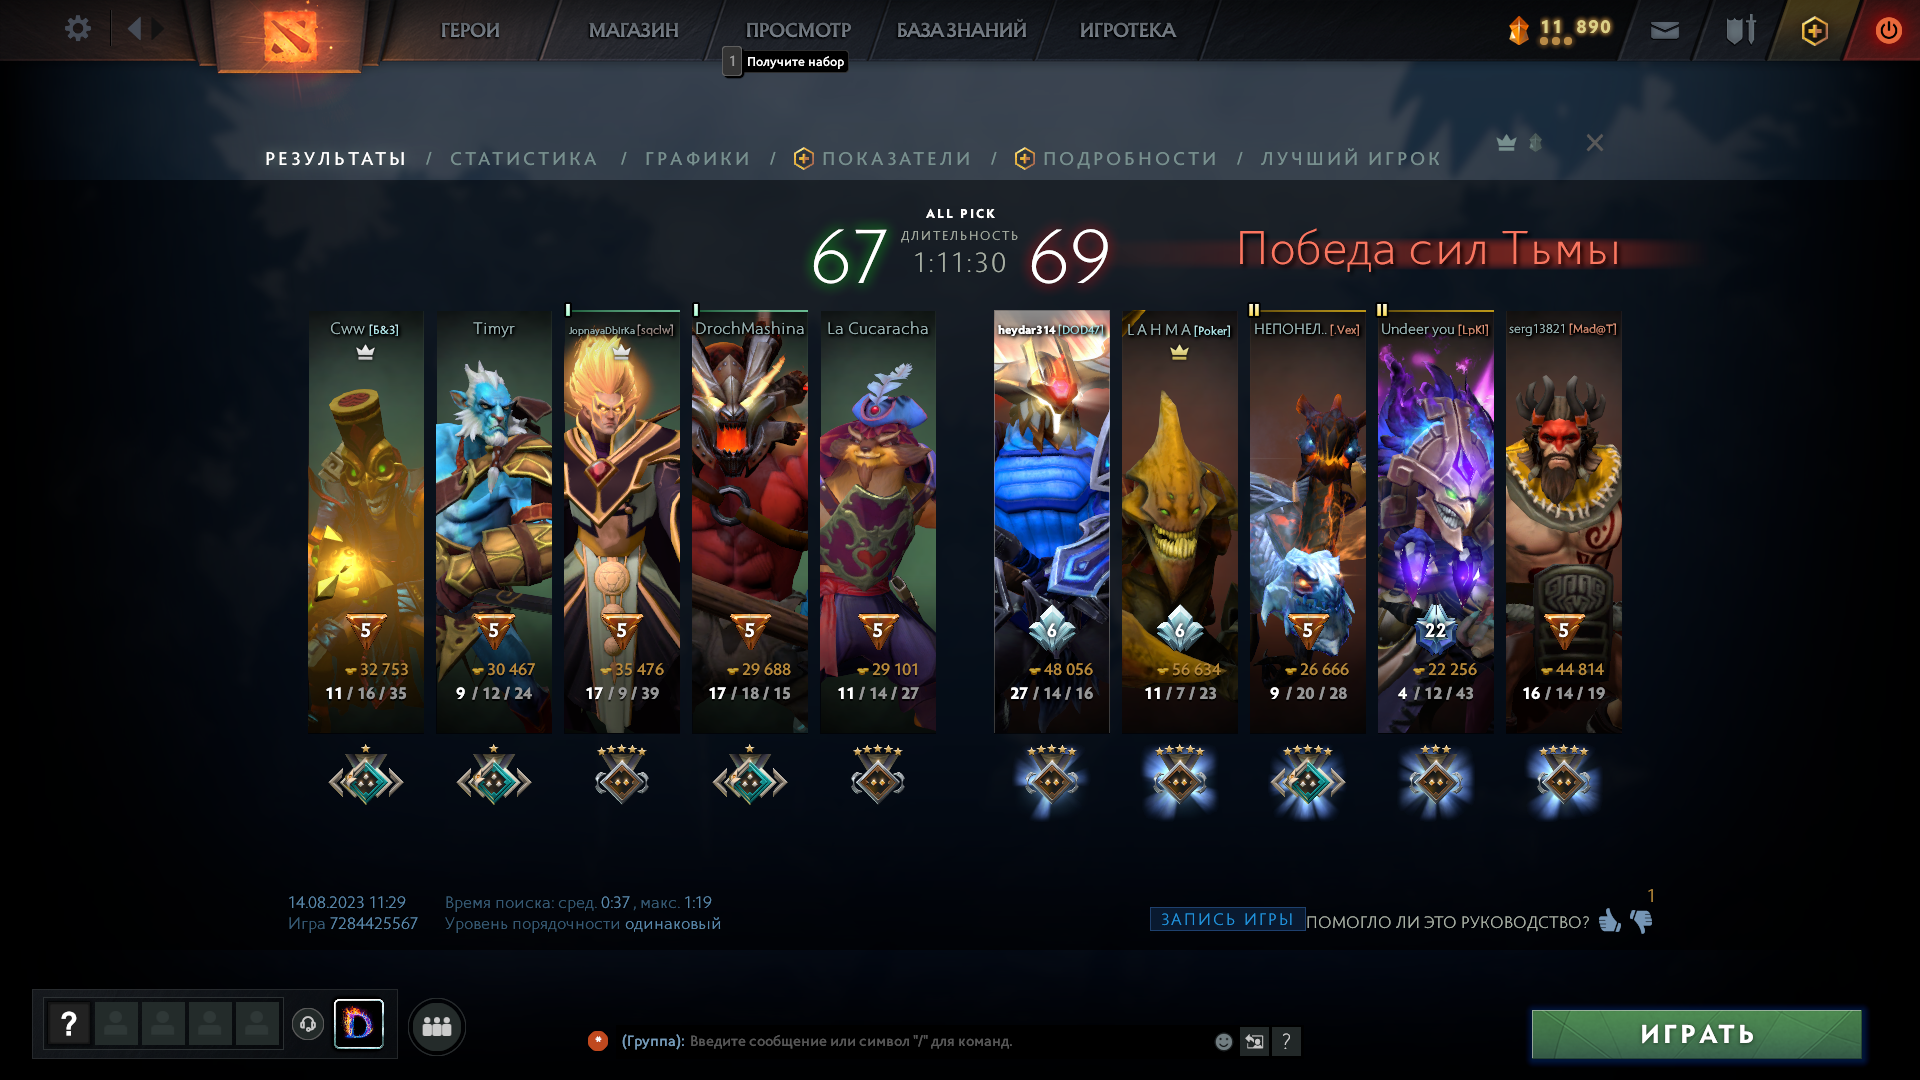 ГЕРОИ
МАГАЗИН
ПРОСМОТР
БАЗА ЗНАНИЙ
ИГРОТЕКА
11 890
1 Получите набор
РЕЗУЛЬТАТЫ / СТАТИСТИКА / ГРАФИКИ / ПОКАЗАТЕЛИ / ПОДРОБНОСТИ / ЛУЧШИЙ ИГРОК
ALL PICK
67
ДЛИТЕЛЬНОСТЬ
1:11:30
69
Победа сил Тьмы
Cww [Б&З]
Timyr
JopnayaDbIrKa [sqclw]
DrochMashina
La Cucaracha
heydar314 [DOD47]
L A H M A [Poker]
НЕПОНЕЛ.. [.Vex]
Undeer you [LpKI]
serg13821 [Mad@T]
5 5 5 5 5 6 6 5 22 5
32 753
30 467
35 476
29 688
29 101
48 056
56 634
26 666
22 256
44 814
11 / 16 / 35
9 / 12 / 24
17 / 9 / 39
17 / 18 / 15
11 / 14 / 27
27 / 14 / 16
11 / 7 / 23
9 / 20 / 28
4 / 12 / 43
16 / 14 / 19
14.08.2023 11:29
Время поиска: сред. 0:37 , макс. 1:19
Игра 7284425567
Уровень порядочности одинаковый
ЗАПИСЬ ИГРЫ
ПОМОГЛО ЛИ ЭТО РУКОВОДСТВО?
1
?
D
(Группа): Введите сообщение или символ "/" для команд.
?
ИГРАТЬ